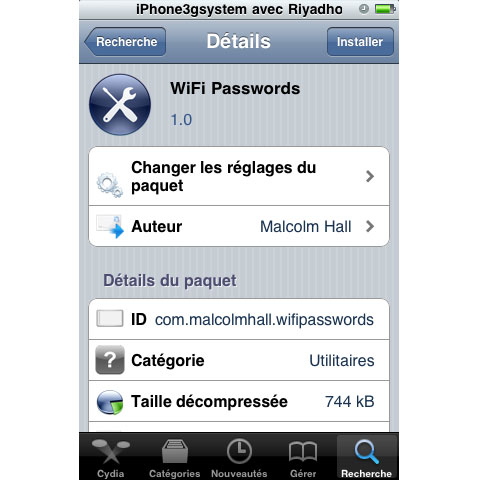 iPhone3gsystem avec Riyadho
Recherche
Détails
Installer
WiFi Passwords
1.0
Changer les réglages du
paquet
Auteur Malcolm Hall
Détails du paquet
ID com.malcolmhall.wifipasswords
? Catégorie Utilitaires
Taille décompressée 744 kB
Cydia Catégories Nouveautés Gérer Recherche